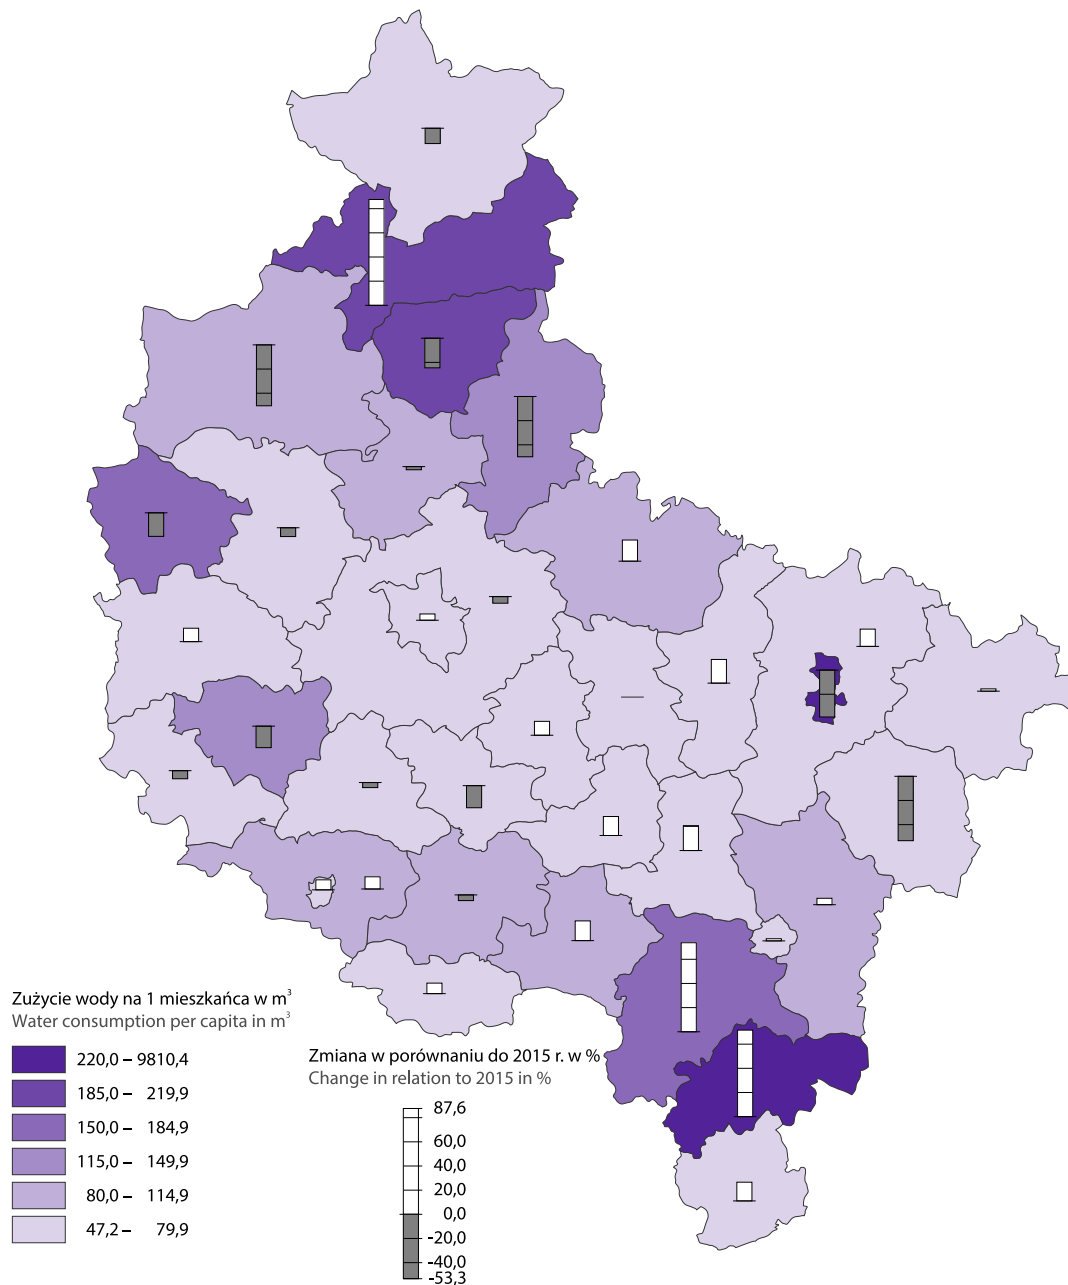 Zużycie wody na 1 mieszkańca w m³
Water consumption per capita in m³
220,0 – 9810,4
185,0 – 219,9
150,0 – 184,9
115,0 – 149,9
80,0 – 114,9
47,2 – 79,9
Zmiana w porównaniu do 2015 r. w %
Change in relation to 2015 in %
87,6
60,0
40,0
20,0
0,0
-20,0
-40,0
-53,3